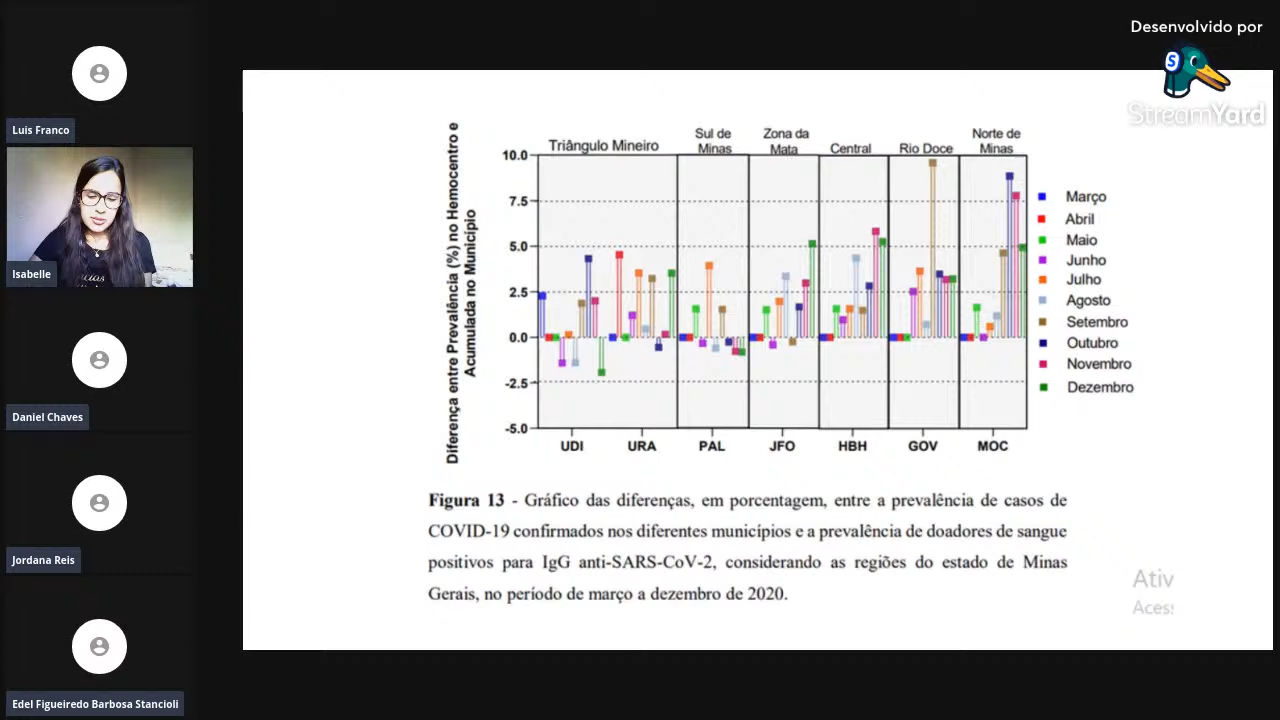 Desenvolvido por
S
StreamYard
Luis Franco
Isabelle
Daniel Chaves
Jordana Reis
Edel Figueiredo Barbosa Stancioli
Diferença entre Prevalência (%) no Hemocentro e
Acumulada no Município
Triângulo Mineiro
Sul de
Minas
Zona da
Mata
Central
Rio Doce
Norte de
Minas
10.0
7.5
5.0
2.5
0.0
-2.5
-5.0
UDI URA PAL JFO HBH GOV MOC
Março
Abril
Maio
Junho
Julho
Agosto
Setembro
Outubro
Novembro
Dezembro
Figura 13 - Gráfico das diferenças, em porcentagem, entre a prevalência de casos de
COVID-19 confirmados nos diferentes municípios e a prevalência de doadores de sangue
positivos para IgG anti-SARS-CoV-2, considerando as regiões do estado de Minas
Gerais, no período de março a dezembro de 2020.
Ativ
Aces